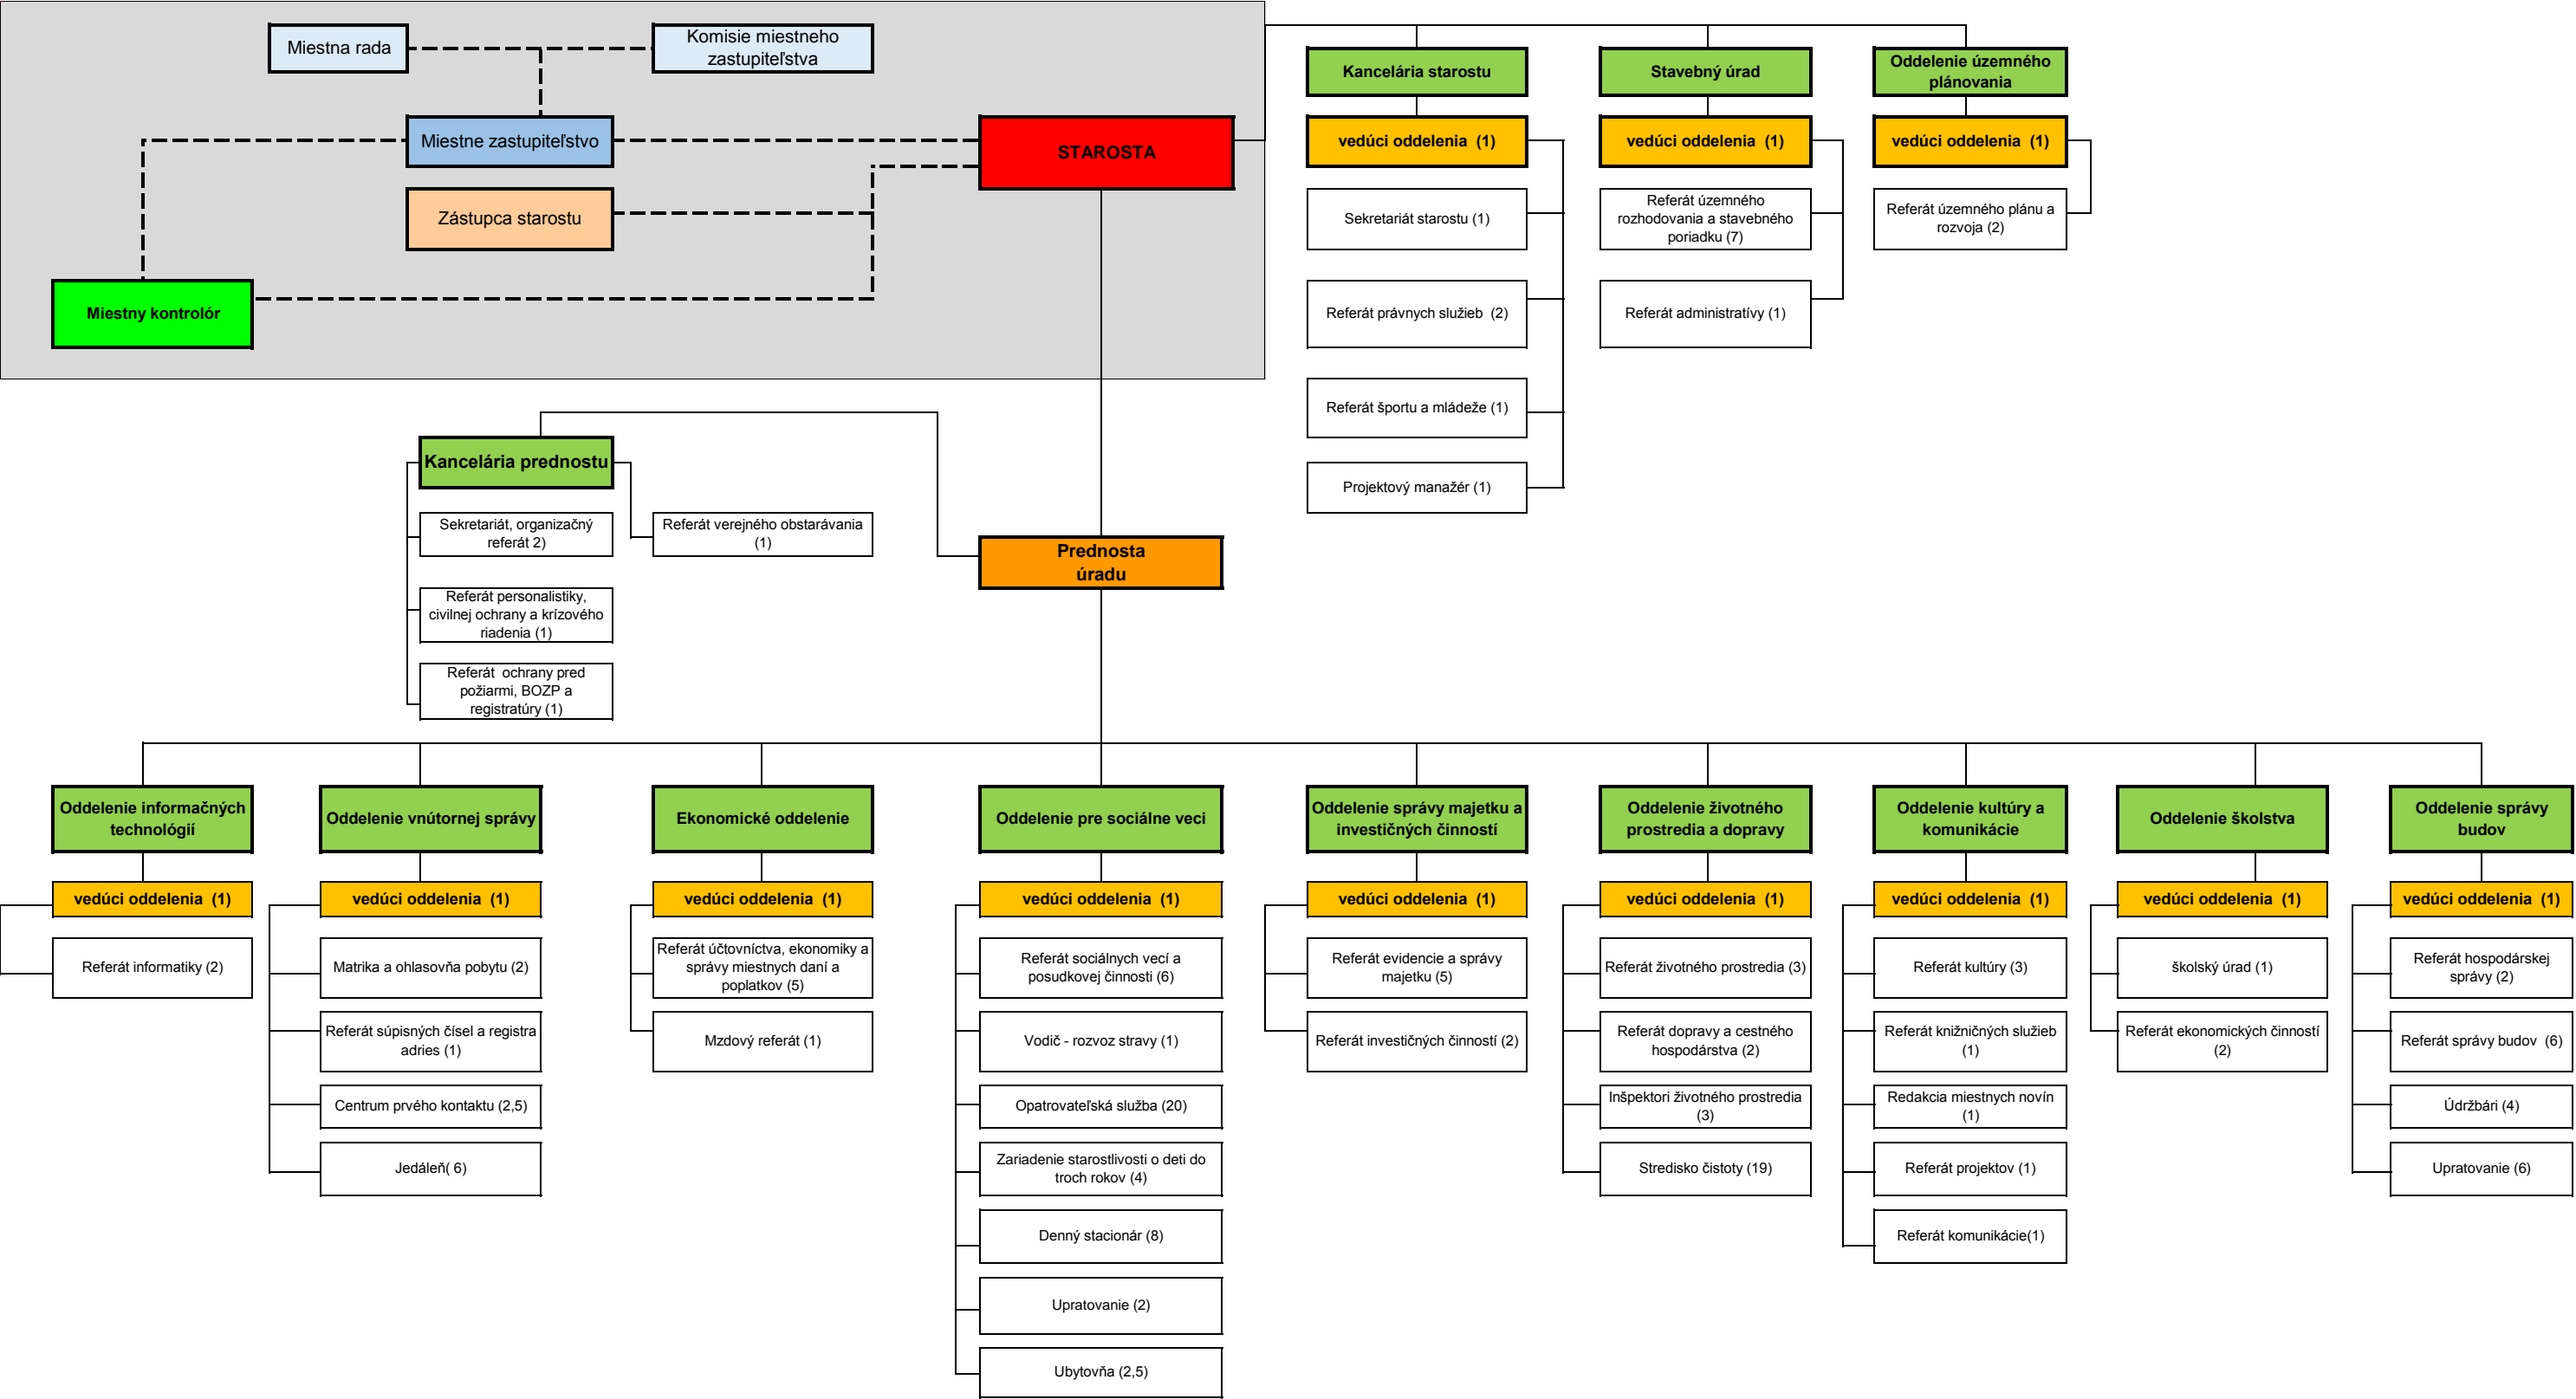 Miestna rada
Komisie miestneho
zastupiteľstva
Miestne zastupiteľstvo
STAROSTA
Zástupca starostu
Miestny kontrolór
Kancelária starostu
vedúci oddelenia  (1)
Sekretariát starostu (1)
Referát právnych služieb  (2)
Referát športu a mládeže (1)
Projektový manažér (1)
Stavebný úrad
vedúci oddelenia  (1)
Referát územného
rozhodovania a stavebného
poriadku (7)
Referát administratívy (1)
Oddelenie územného
plánovania
vedúci oddelenia  (1)
Referát územného plánu a
rozvoja (2)
Kancelária prednostu
Sekretariát, organizačný
referát 2)
Referát verejného obstarávania
(1)
Referát personalistiky,
civilnej ochrany a krízového
riadenia (1)
Referát  ochrany pred
požiarmi, BOZP a
registratúry (1)
Prednosta
úradu
Oddelenie informačných
technológií
vedúci oddelenia  (1)
Referát informatiky (2)
Oddelenie vnútornej správy
vedúci oddelenia  (1)
Matrika a ohlasovňa pobytu (2)
Referát súpisných čísel a registra
adries (1)
Centrum prvého kontaktu (2,5)
Jedáleň( 6)
Ekonomické oddelenie
vedúci oddelenia  (1)
Referát účtovníctva, ekonomiky a
správy miestnych daní a
poplatkov (5)
Mzdový referát (1)
Oddelenie pre sociálne veci
vedúci oddelenia  (1)
Referát sociálnych vecí a
posudkovej činnosti (6)
Vodič - rozvoz stravy (1)
Opatrovateľská služba (20)
Zariadenie starostlivosti o deti do
troch rokov (4)
Denný stacionár (8)
Upratovanie (2)
Ubytovňa (2,5)
Oddelenie správy majetku a
investičných činností
vedúci oddelenia  (1)
Referát evidencie a správy
majetku (5)
Referát investičných činností (2)
Oddelenie životného
prostredia a dopravy
vedúci oddelenia  (1)
Referát životného prostredia (3)
Referát dopravy a cestného
hospodárstva (2)
Inšpektori životného prostredia
(3)
Stredisko čistoty (19)
Oddelenie kultúry a
komunikácie
vedúci oddelenia  (1)
Referát kultúry (3)
Referát knižničných služieb
(1)
Redakcia miestnych novín
(1)
Referát projektov (1)
Referát komunikácie(1)
Oddelenie školstva
vedúci oddelenia  (1)
školský úrad (1)
Referát ekonomických činností
(2)
Oddelenie správy
budov
vedúci oddelenia  (1)
Referát hospodárskej
správy (2)
Referát správy budov  (6)
Údržbári (4)
Upratovanie (6)